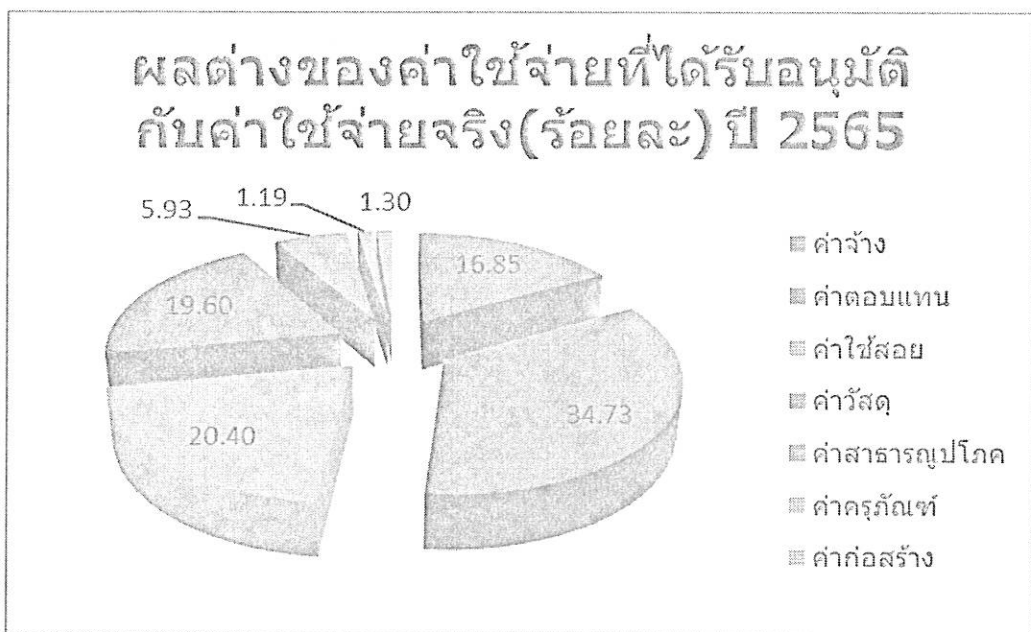 ผลต่างของค่าใช้จ่ายที่ได้รับอนุมัติ
กับค่าใช้จ่ายจริง(ร้อยละ) ปี 2565
5.93
1.19
1.30
16.85
19.60
34.73
20.40
ค่าจ้าง
ค่าตอบแทน
ค่าใช้สอย
ค่าวัสดุ
ค่าสาธารณูปโภค
ค่าครุภัณฑ์
ค่าก่อสร้าง